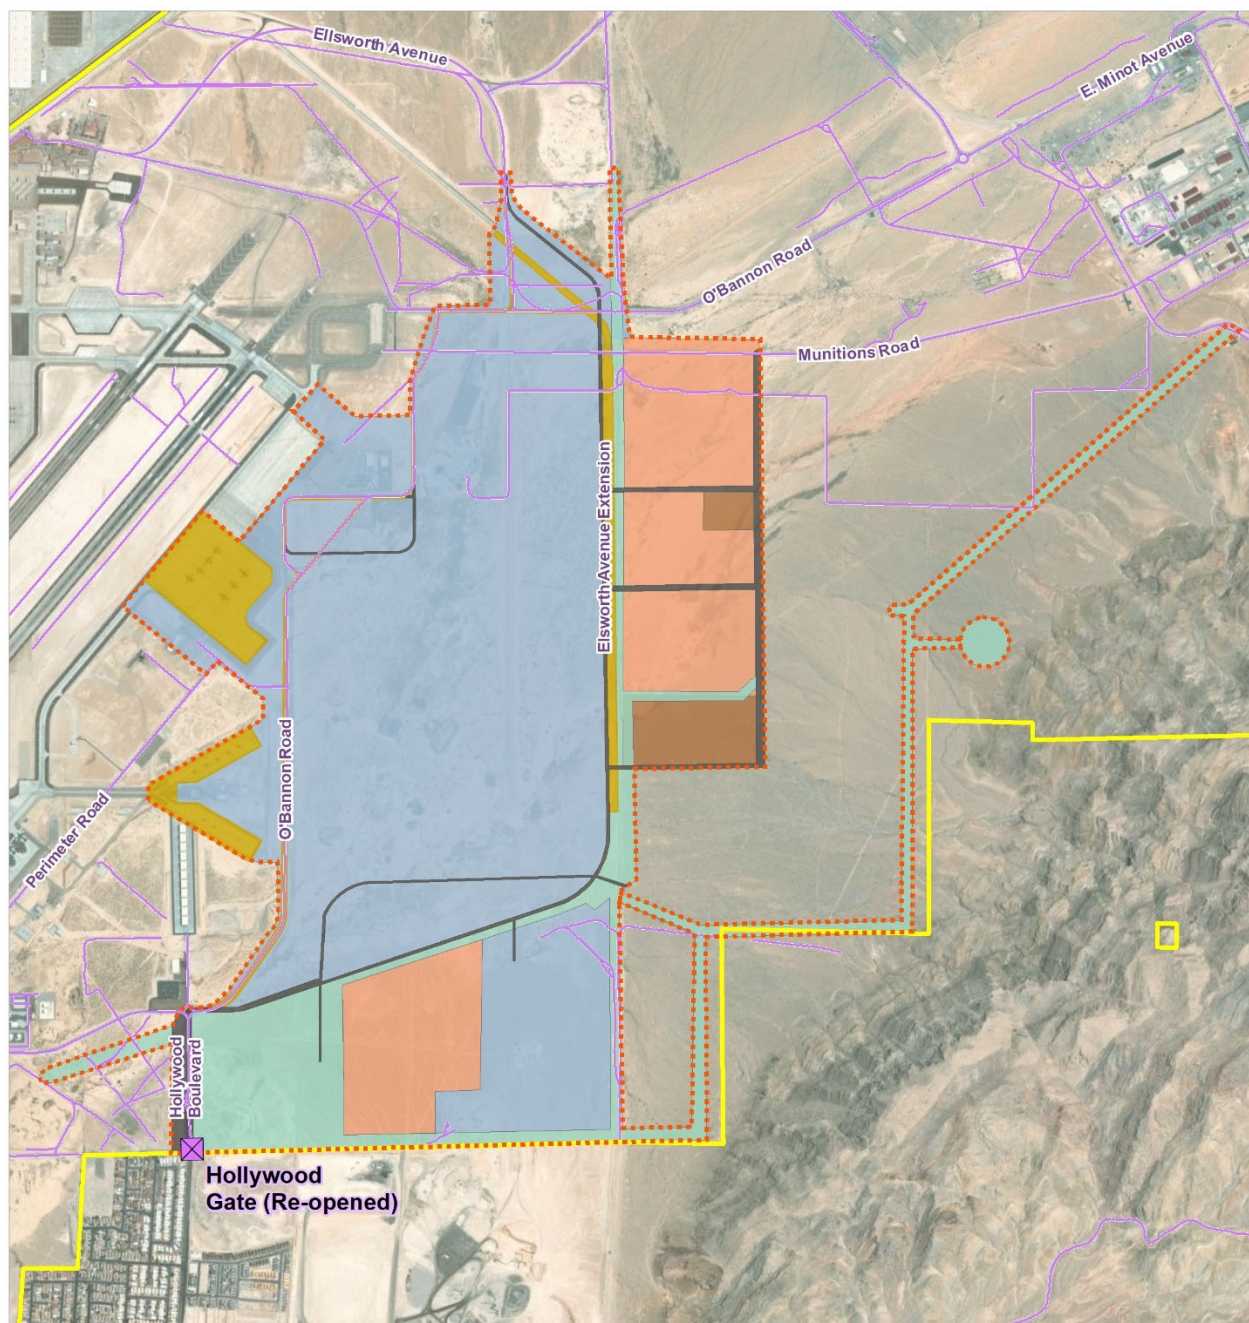 Ellsworth Avenue
E. Minot Avenue
O'Bannon Road
Munitions Road
Elsworth Avenue Extension
O'Bannon Road
Perimeter Road
Hollywood
Boulevard
Hollywood
Gate (Re-opened)